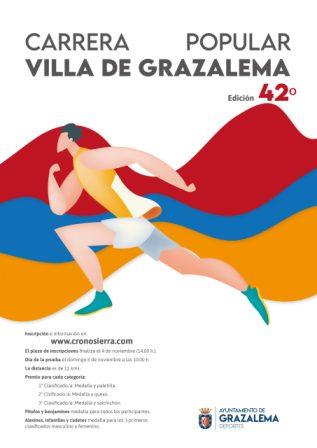 CARRERA POPULAR
VILLA DE GRAZALEMA
Edición 42º
Inscripción e información en:
www.cronosierra.com
El plazo de inscripciones finaliza el 4 de noviembre (14:00 h.).
Día de la prueba el domingo 6 de noviembre a las 10:00 h.
La distancia es de 11 kms.
Premio para cada categoría:
1º Clasificado/a: Medalla y paletilla.
2º Clasificado/a: Medalla y queso.
3º Clasificado/a: Medalla y salchichón.
Pitufos y benjamines medalla para todos los participantes.
Alevines, infantiles y cadetes medalla para los 3 primeros
clasificados masculino y femenino.
AYUNTAMIENTO DE
GRAZALEMA
DEPORTES